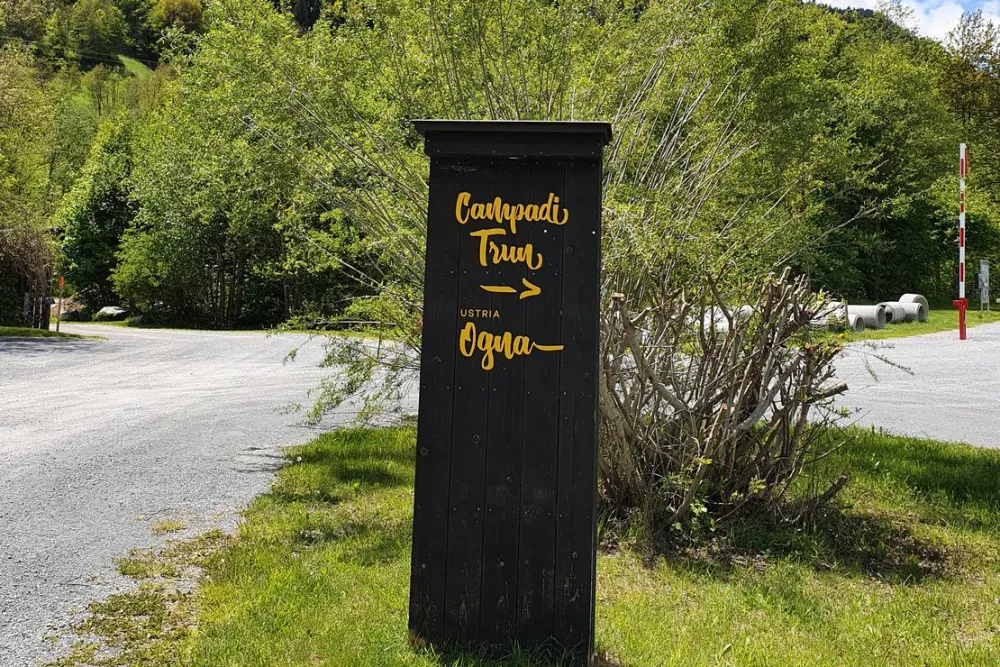 Campadi
Trun
→
USTRIA
Ogna